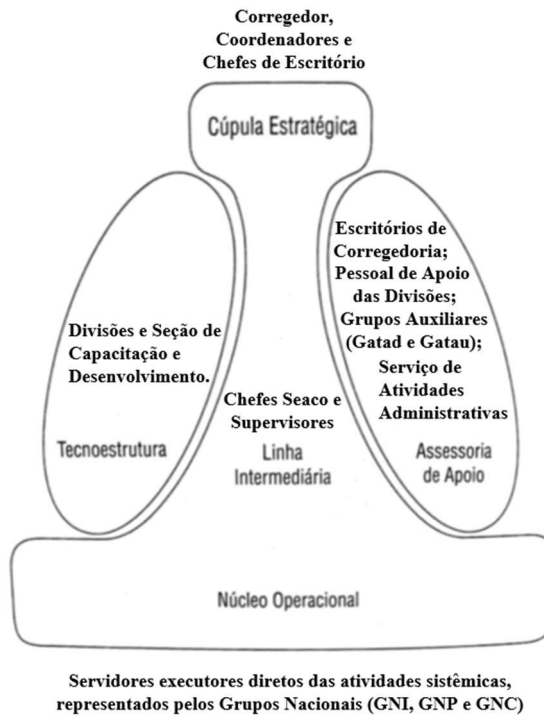 Corregedor,
Coordenadores e
Chefes de Escritório
Cúpula Estratégica
Divisões e Seção de
Capacitação e
Desenvolvimento.
Tecnoestrutura
Chefes Seaco e
Supervisores
Linha
Intermediária
Escritórios de
Corregedoria;
Pessoal de Apoio
das Divisões;
Grupos Auxiliares
(Gatad e Gatau);
Serviço de
Atividades
Administrativas
Assessoria
de Apoio
Núcleo Operacional
Servidores executores diretos das atividades sistêmicas,
representados pelos Grupos Nacionais (GNI, GNP e GNC)